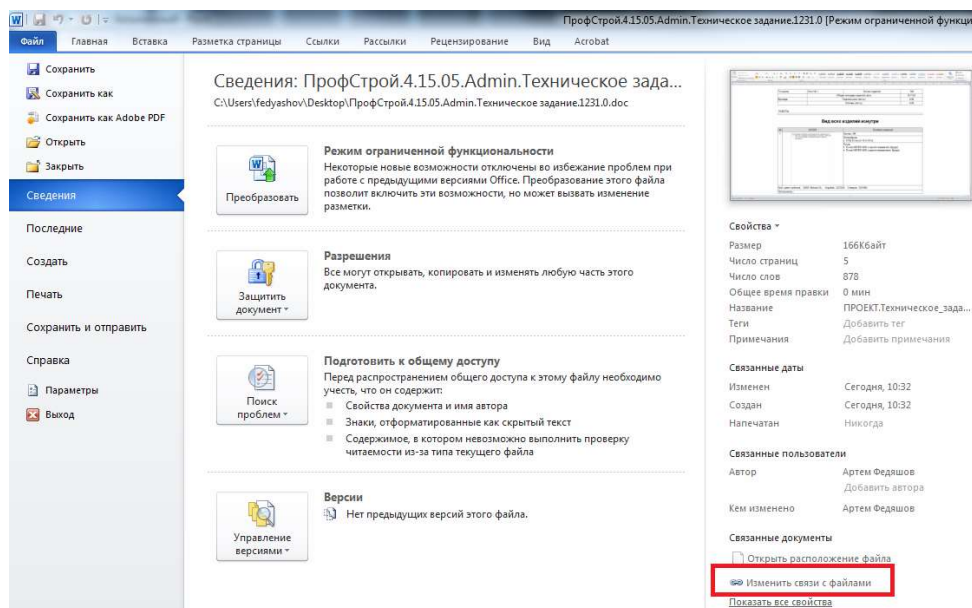 ПрофСтрой.4.15.05.Admin.Техническое задание.1231.0 [Режим ограниченной функци
Файл Главная Вставка Разметка страницы Ссылки Рассылки Рецензирование Вид Acrobat
Сохранить
Сохранить как
Сохранить как Adobe PDF
Открыть
Закрыть
Сведения
Последние
Создать
Печать
Сохранить и отправить
Справка
Параметры
Выход
Сведения: ПрофСтрой.4.15.05.Admin.Техническое зада...
C:\Users\fedyashov\Desktop\ПрофСтрой.4.15.05.Admin.Техническое задание.1231.0.doc
Преобразовать
Режим ограниченной функциональности
Некоторые новые возможности отключены во избежание проблем при
работе с предыдущими версиями Office. Преобразование этого файла
позволит включить эти возможности, но может вызвать изменение
разметки.
Защитить
документ
Разрешения
Все могут открывать, копировать и изменять любую часть этого
документа.
Поиск
проблем
Подготовить к общему доступу
Перед распространением общего доступа к этому файлу необходимо
учесть, что он содержит:
Свойства документа и имя автора
Знаки, отформатированные как скрытый текст
Содержимое, в котором невозможно выполнить проверку
читаемости из-за типа текущего файла
Управление
версиями
Версии
Нет предыдущих версий этого файла.
Вид всех изделий изнутри
Свойства
Размер 166Кбайт
Число страниц 5
Число слов 878
Общее время правки 0 мин
Название ПРОЕКТ.Техническое_зада...
Теги Добавить тег
Примечания Добавить примечания
Связанные даты
Изменен Сегодня, 10:32
Создан Сегодня, 10:32
Напечатан Никогда
Связанные пользователи
Автор Артем Федяшов
Добавить автора
Кем изменено Артем Федяшов
Связанные документы
Открыть расположение файла
Изменить связи с файлами
Показать все свойства